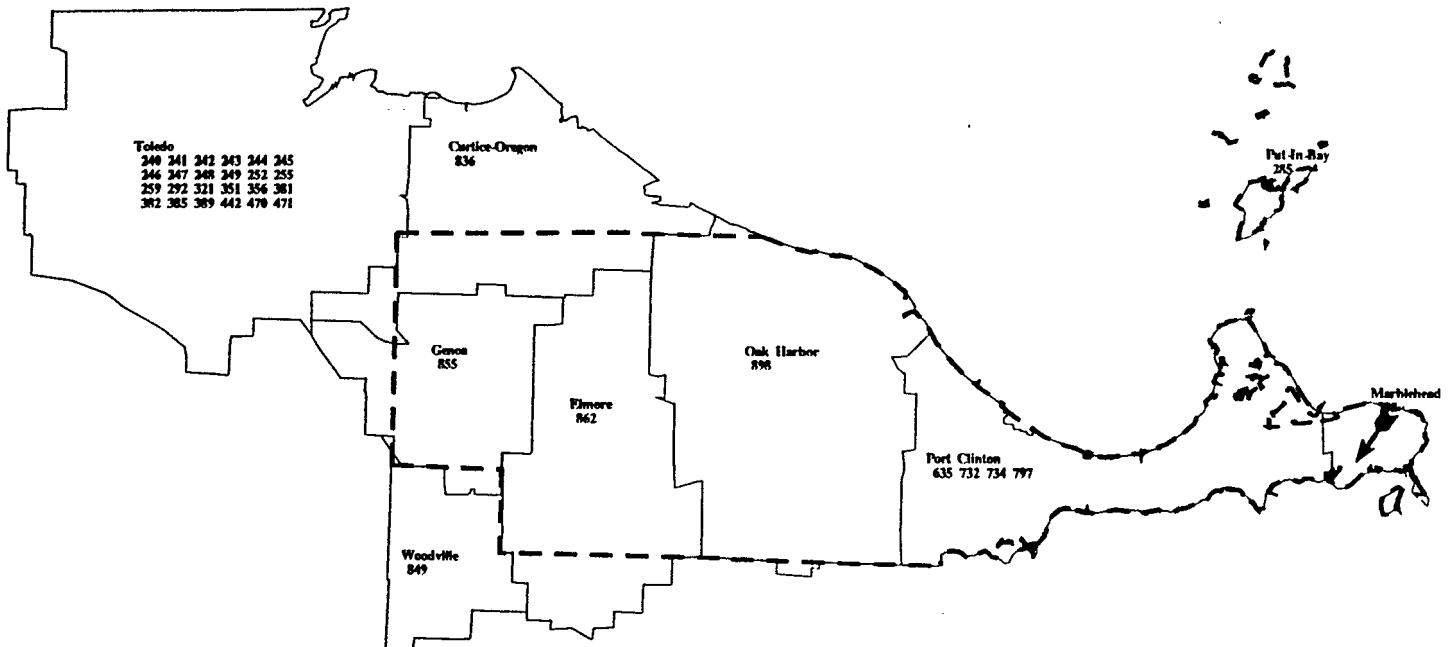 Toledo
240 241 242 243 244 245
246 247 248 249 252 255
259 292 321 351 356 381
382 385 389 442 470 471
Curtice-Oregon
836
Put-In-Bay
285
Genoa
855
Oak Harbor
898
Elmore
862
Marblehead
Port Clinton
635 732 734 797
Woodville
849